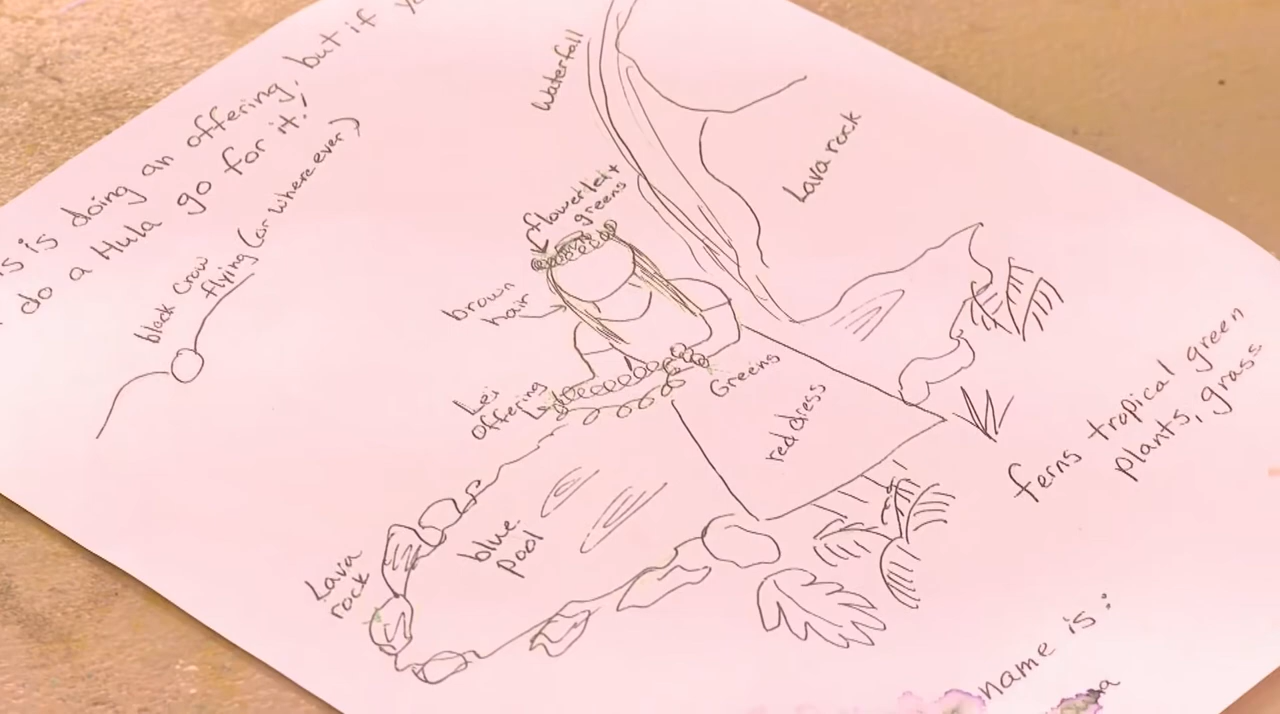 is doing an offering, but if
do a Hula go for it!
black crow
flying (or where ever)
Waterfall
Lava rock
flower lei +
greens
brown
hair
Lei
offering
Greens
red dress
blue
pool
Lava
rock
ferns tropical green
plants, grass
name is: